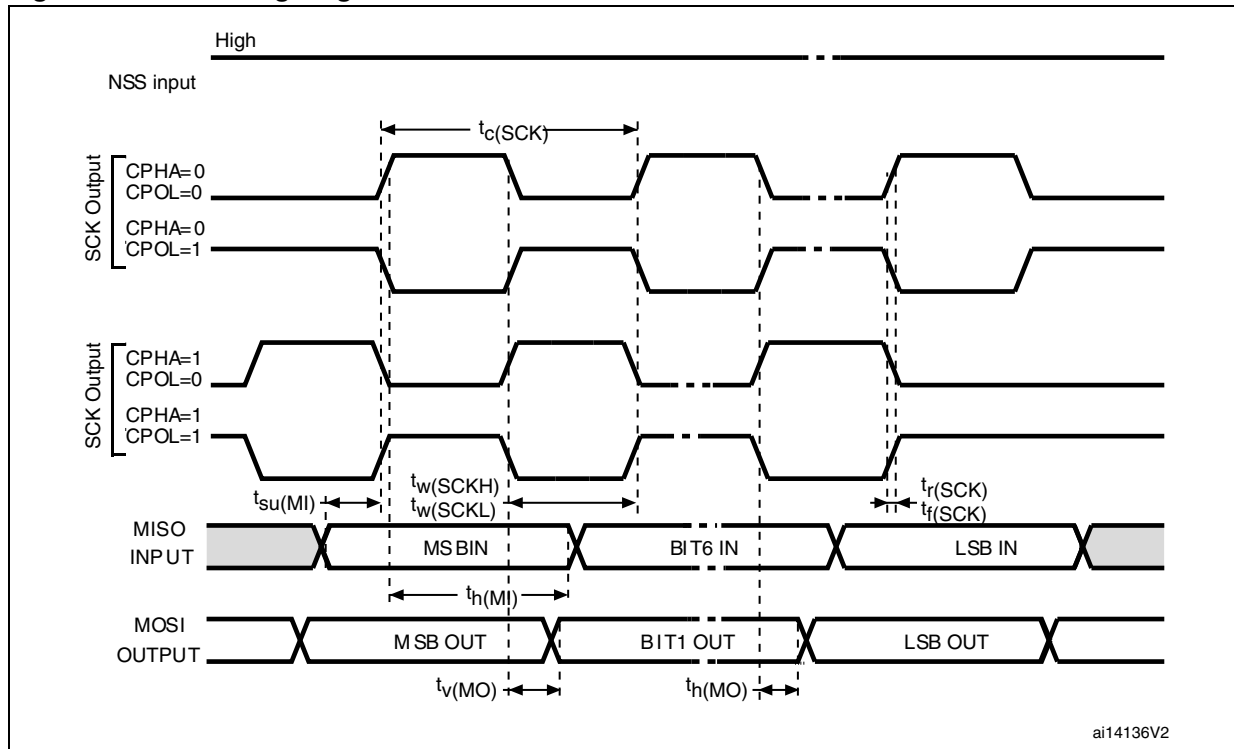 High
NSS input
tc(SCK)
SCK Output
CPHA=0
CPOL=0
CPHA=0
CPOL=1
SCK Output
CPHA=1
CPOL=0
CPHA=1
CPOL=1
tsu(MI)
tw(SCKH)
tw(SCKL)
tr(SCK)
tf(SCK)
MISO
INPUT
MSBIN
BIT6 IN
LSB IN
th(MI)
MOSI
OUTPUT
MSB OUT
BIT1 OUT
LSB OUT
tv(MO)
th(MO)
ai14136V2